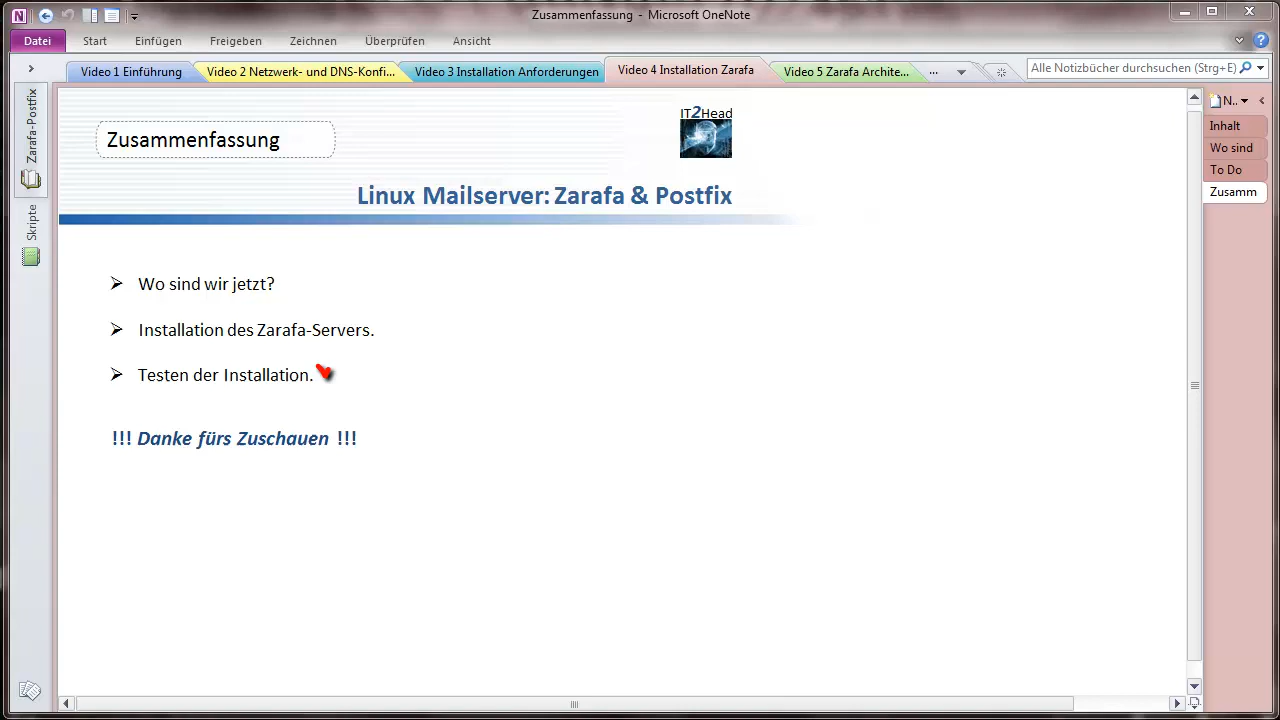 Zusammenfassung - Microsoft OneNote
Datei Start Einfügen Freigeben Zeichnen Überprüfen Ansicht
Video 1 Einführung Video 2 Netzwerk- und DNS-Konfi... Video 3 Installation Anforderungen Video 4 Installation Zarafa Video 5 Zarafa Archite... ... Alle Notizbücher durchsuchen (Strg+E)
Zarafa-Postfix
Skripte
N..
Inhalt
Wo sind
To Do
Zusamm
Zusammenfassung
IT2Head
Linux Mailserver: Zarafa & Postfix
➢ Wo sind wir jetzt?
➢ Installation des Zarafa-Servers.
➢ Testen der Installation.
!!! Danke fürs Zuschauen !!!